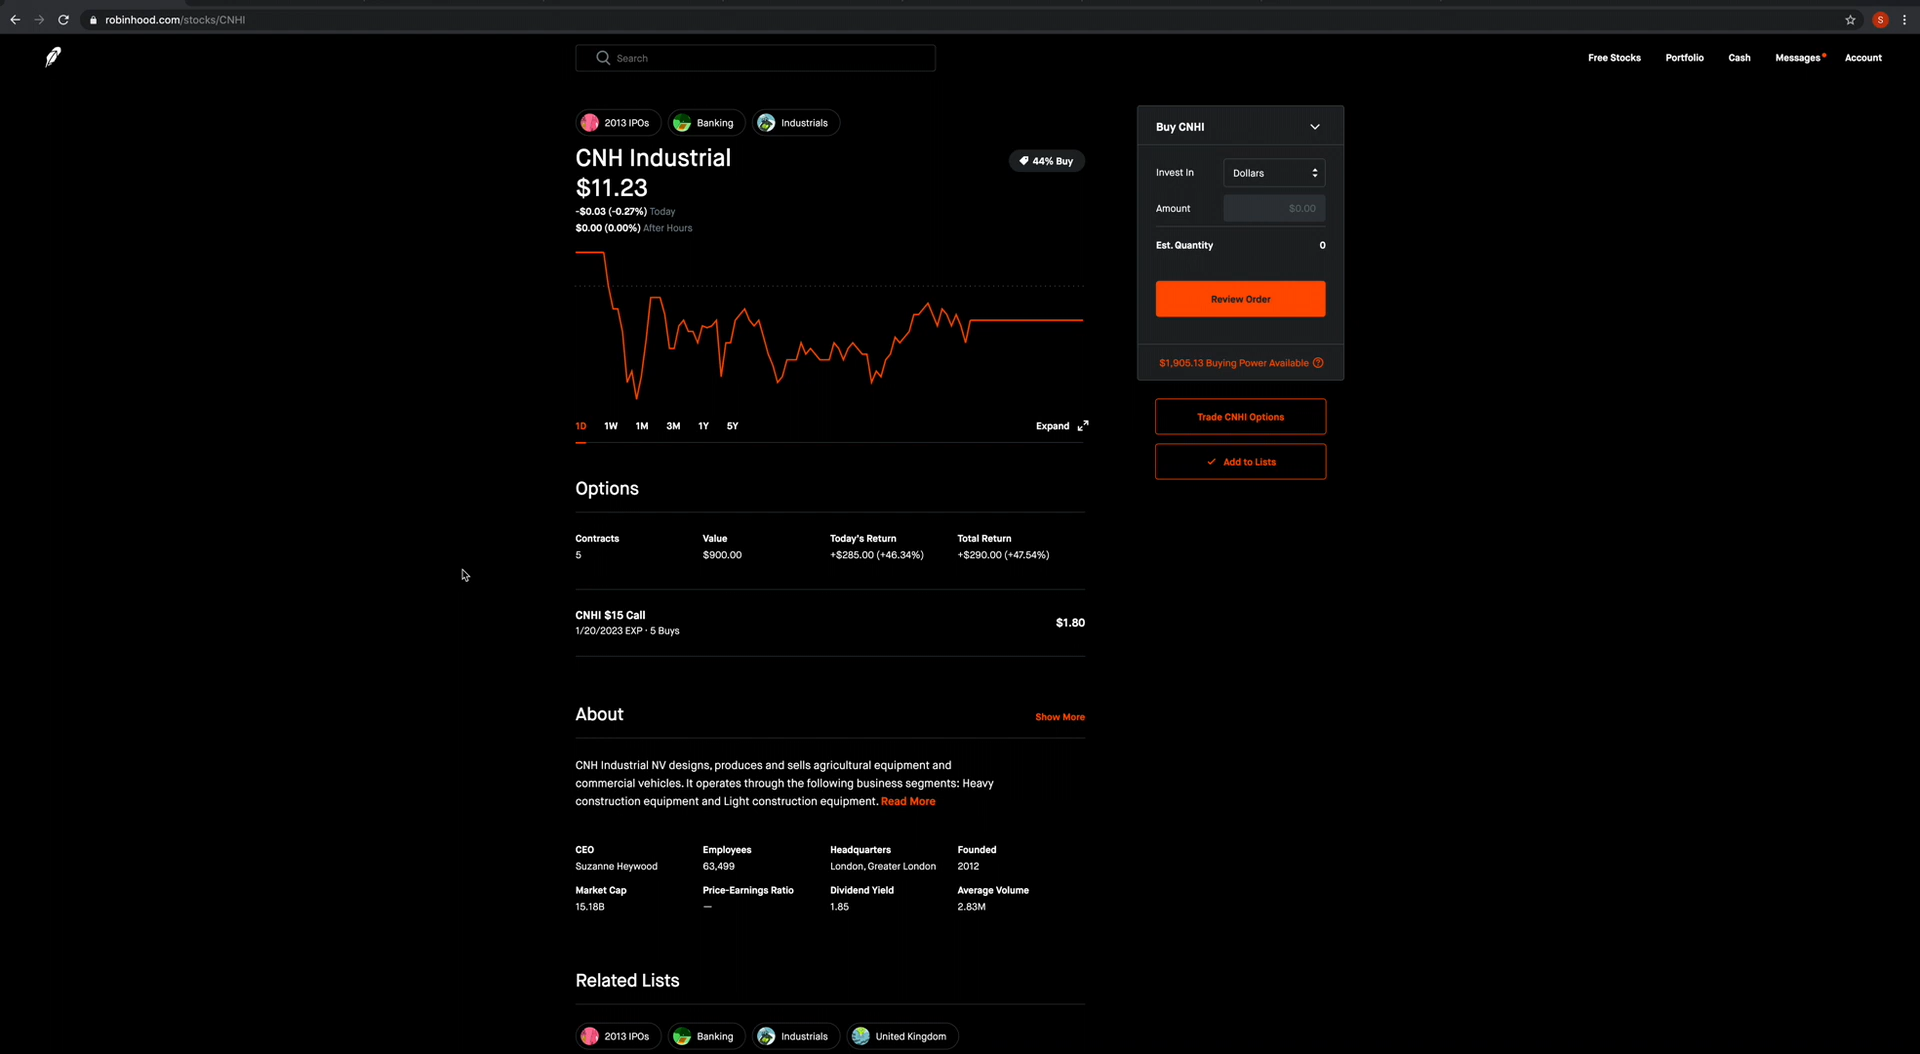 robinhood.com/stocks/CNHI
S
Search
Free Stocks
Portfolio
Cash
Messages
Account
2013 IPOs
Banking
Industrials
CNH Industrial
$11.23
44% Buy
-$0.03 (-0.27%) Today
$0.00 (0.00%) After Hours
1D
1W
1M
3M
1Y
5Y
Expand
Buy CNHI
Invest In
Dollars
Amount
$0.00
Est. Quantity
0
Review Order
$1,905.13 Buying Power Available
Trade CNHI Options
Add to Lists
Options
Contracts
Value
Today's Return
Total Return
5
$900.00
+$285.00 (+46.34%)
+$290.00 (+47.54%)
CNHI $15 Call
1/20/2023 EXP · 5 Buys
$1.80
About
Show More
CNH Industrial NV designs, produces and sells agricultural equipment and
commercial vehicles. It operates through the following business segments: Heavy
construction equipment and Light construction equipment. Read More
CEO
Employees
Headquarters
Founded
Suzanne Heywood
63,499
London, Greater London
2012
Market Cap
Price-Earnings Ratio
Dividend Yield
Average Volume
15.18B
—
1.85
2.83M
Related Lists
2013 IPOs
Banking
Industrials
United Kingdom